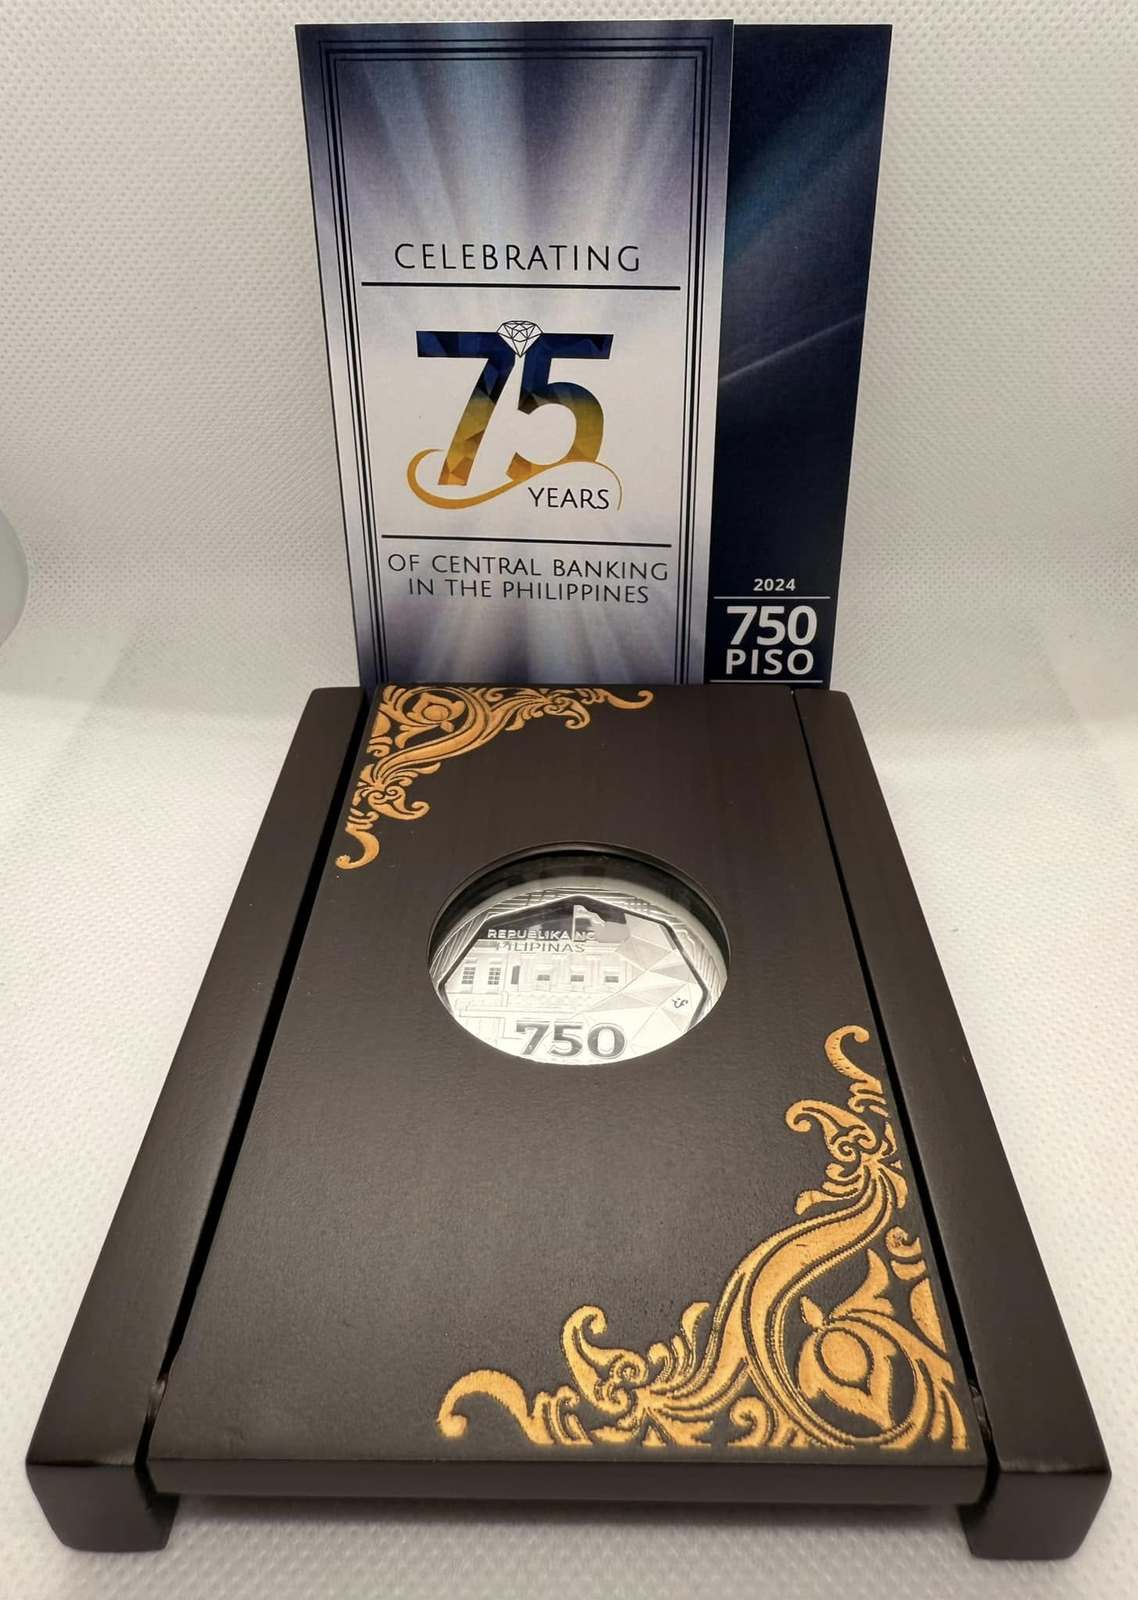 CELEBRATING
75
YEARS
OF CENTRAL BANKING
IN THE PHILIPPINES
2024
750
PISO
REPUBLIKA NG
PILIPINAS
750